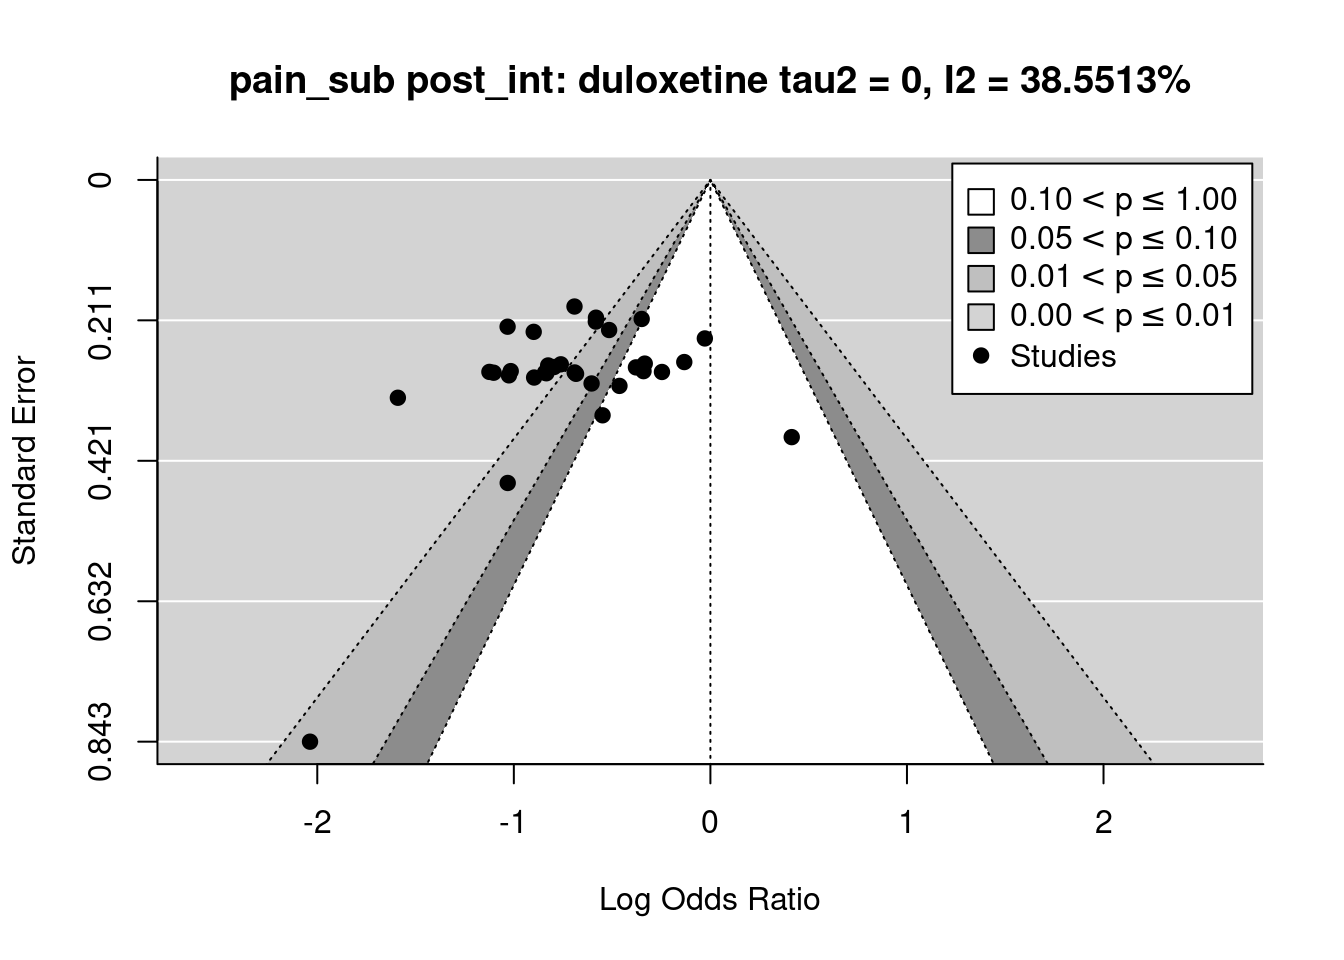 pain_sub post_int: duloxetine tau2 = 0, I2 = 38.5513%
0.10 < p ≤ 1.00
0.05 < p ≤ 0.10
0.01 < p ≤ 0.05
0.00 < p ≤ 0.01
Studies
Standard Error
0
0.211
0.421
0.632
0.843
-2
-1
0
1
2
Log Odds Ratio